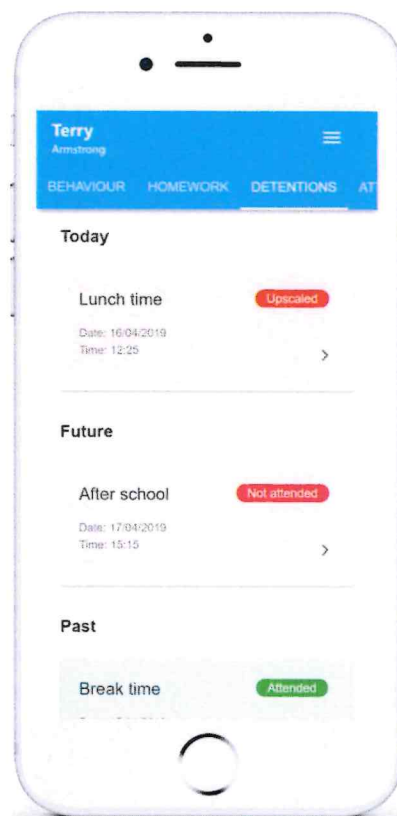 Terry
Armstrong
BEHAVIOUR HOMEWORK DETENTIONS AT
Today
Lunch time Upscaled
Date: 16/04/2019
Time: 12:25
Future
After school Not attended
Date: 17/04/2019
Time: 15:15
Past
Break time Attended